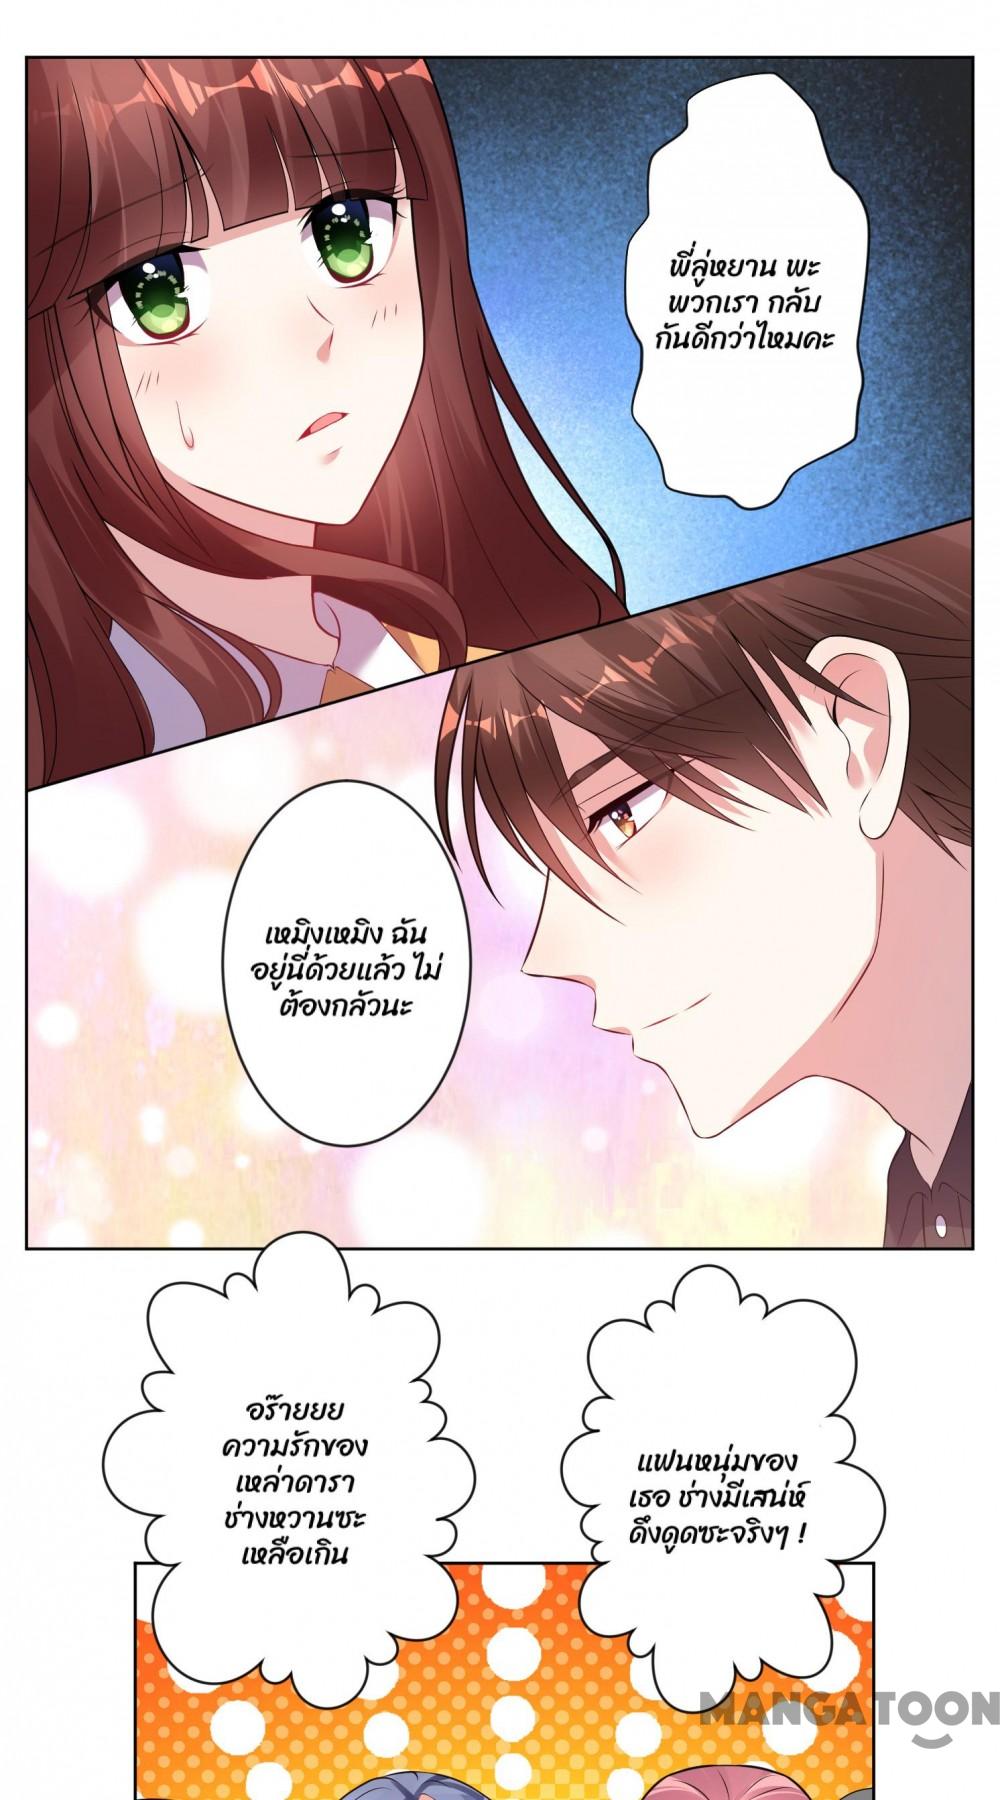 พี่ลู่หยาน พะ
พวกเรา กลับ
กันดีกว่าไหมคะ
เหมิงเหมิง ฉัน
อยู่นี่ด้วยแล้ว ไม่
ต้องกลัวนะ
อร๊ายยย
ความรักของ
เหล่าดารา
ช่างหวานซะ
เหลือเกิน
แฟนหนุ่มของ
เธอ ช่างมีเสน่ห์
ดึงดูดซะจริงๆ !
MANGATOON